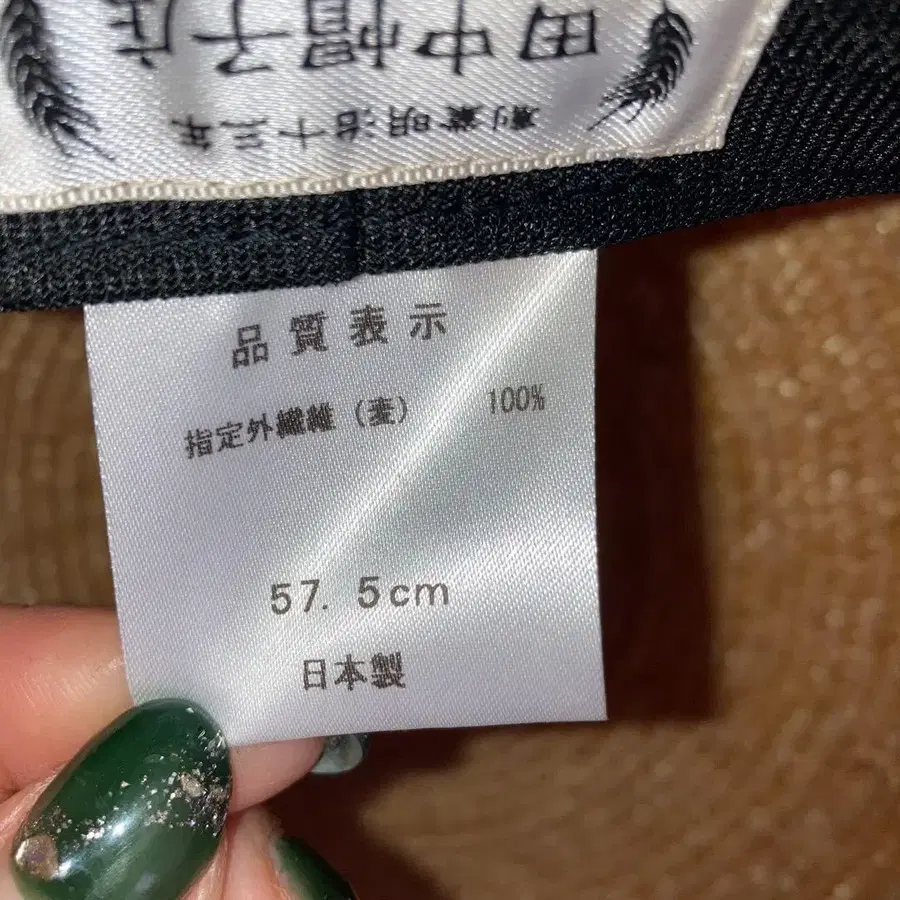 田中帽子店
創業明治十三年
品質表示
指定外繊維（麦） 100%
57.5cm
日本製